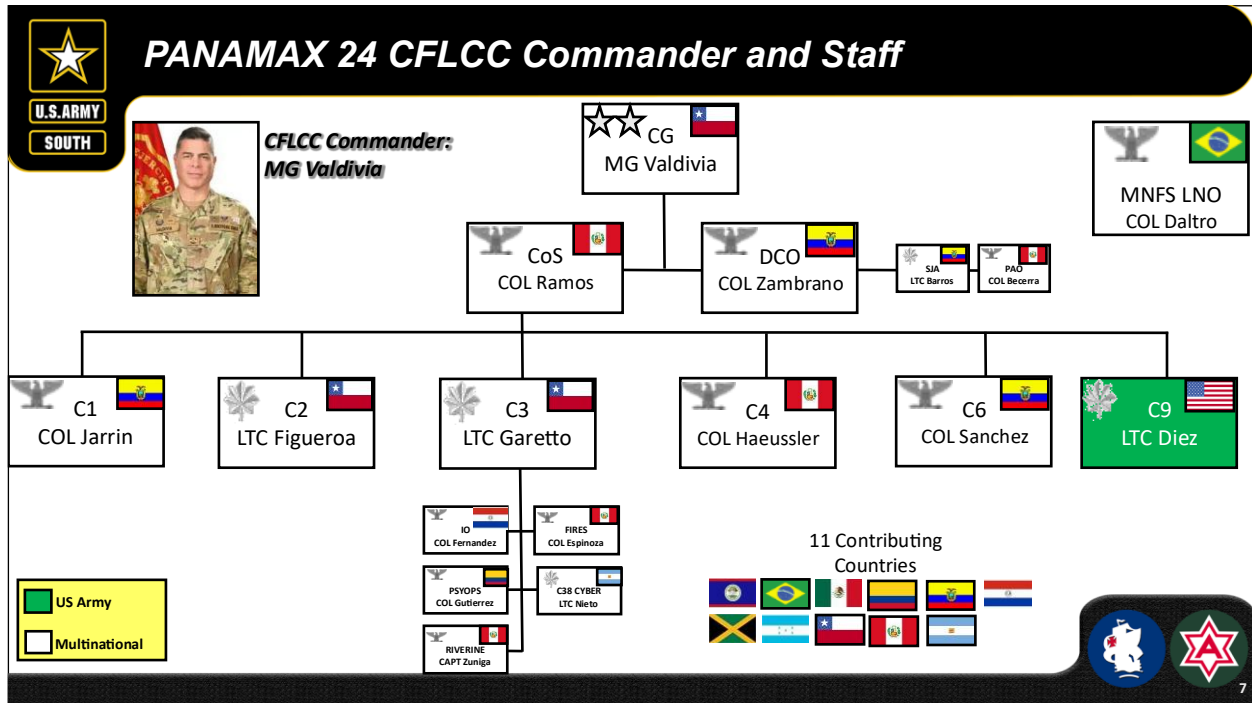 PANAMAX 24 CFLCC Commander and Staff
U.S.ARMY
SOUTH
CFLCC Commander:
MG Valdivia
CG
MG Valdivia
MNFS LNO
COL Daltro
CoS
COL Ramos
DCO
COL Zambrano
SJA
LTC Barros
PAO
COL Becerra
C1
COL Jarrin
C2
LTC Figueroa
C3
LTC Garetto
C4
COL Haeussler
C6
COL Sanchez
C9
LTC Diez
IO
COL Fernandez
FIRES
COL Espinoza
PSYOPS
COL Gutierrez
C38 CYBER
LTC Nieto
RIVERINE
CAPT Zuniga
11 Contributing
Countries
US Army
Multinational
A
7